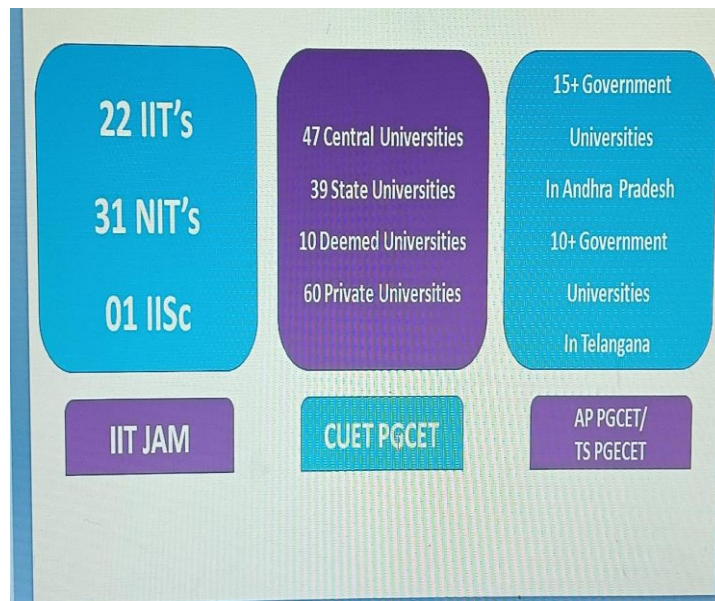 22 IIT's
31 NIT's
01 IISc
IIT JAM
47 Central Universities
39 State Universities
10 Deemed Universities
60 Private Universities
CUET PGCET
15+ Government
Universities
In Andhra Pradesh
10+ Government
Universities
In Telangana
AP PGCET/
TS PGECET